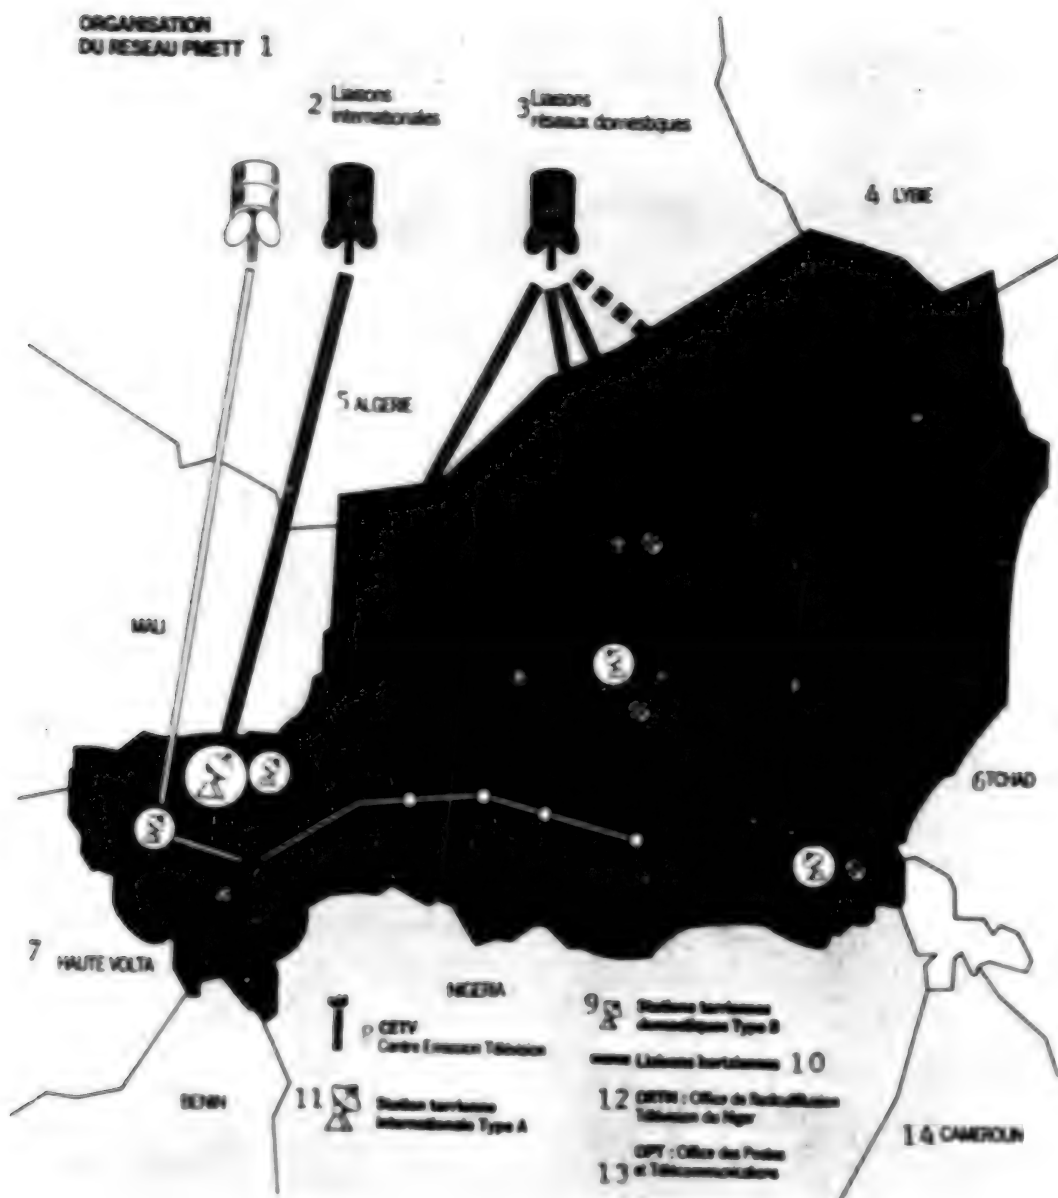 ORGANISATION
DU RESEAU PMETT 1
2 Liaisons
internationales
3 Liaisons
réseaux domestiques
4 LYBIE
5 ALGERIE
MALI
6 TCHAD
7 HAUTE VOLTA
NIGERIA
BENIN
CETV
Centre Emission Télévision
9 Stations terriennes
domestiques Type B
Liaisons hertziennes 10
11 Station terrienne
internationale Type A
12 ORTN : Office de Radiodiffusion
Télévision du Niger
OPT : Office des Postes
13 et Télécommunications
14 CAMEROUN